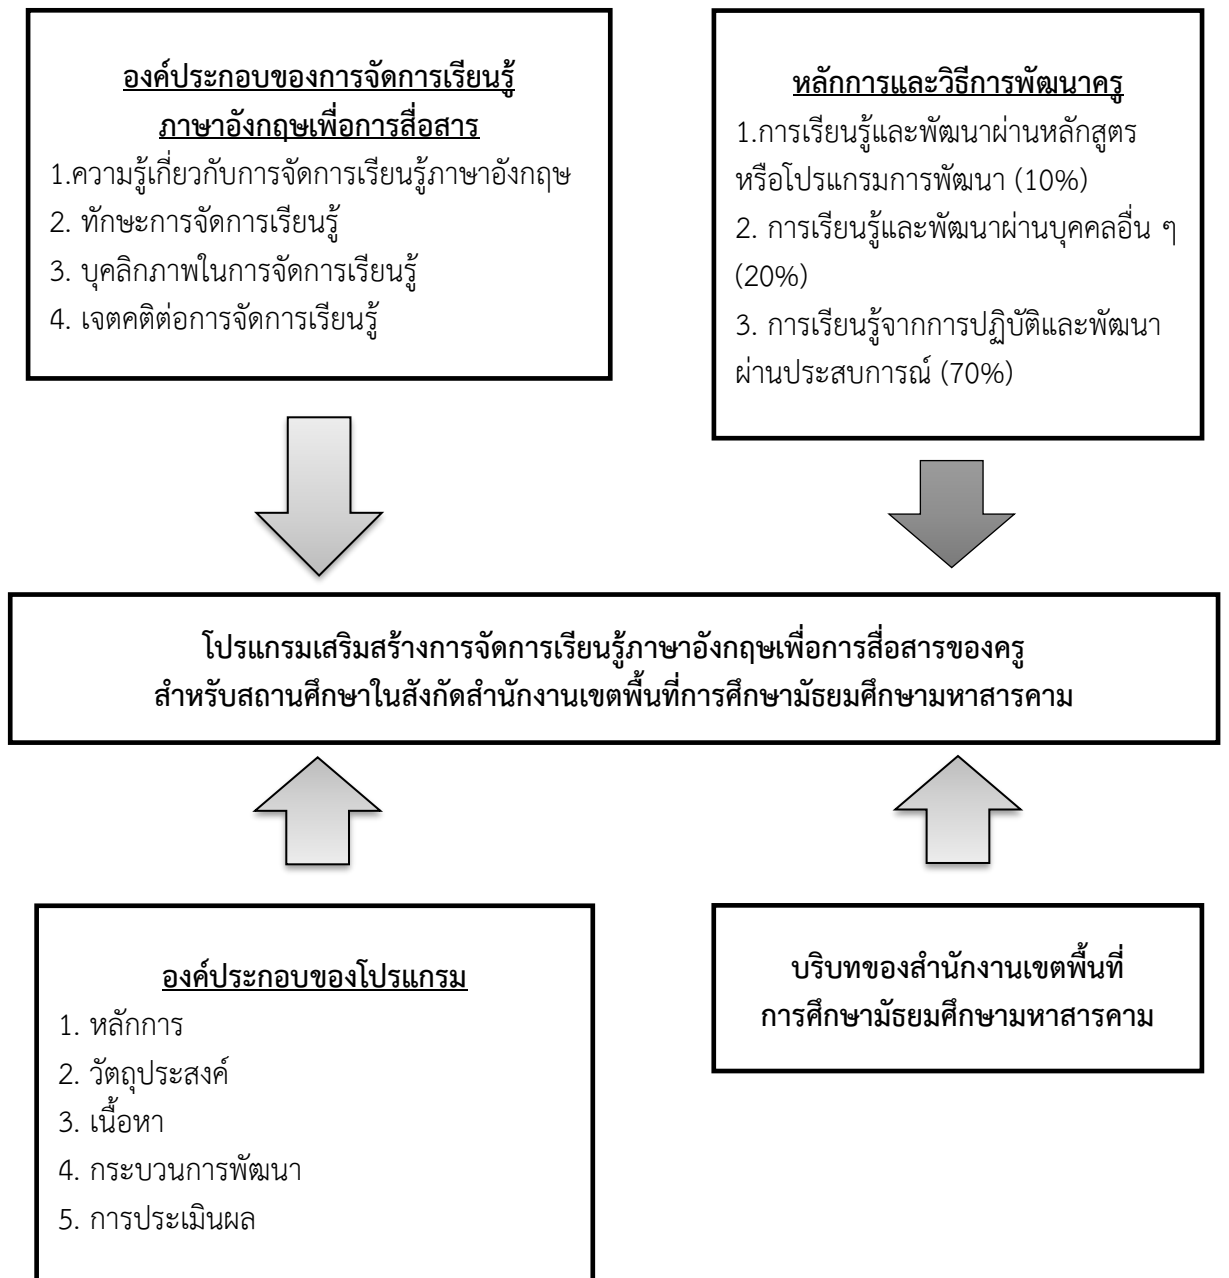 องค์ประกอบของการจัดการเรียนรู้
ภาษาอังกฤษเพื่อการสื่อสาร
1.ความรู้เกี่ยวกับการจัดการเรียนรู้ภาษาอังกฤษ
2. ทักษะการจัดการเรียนรู้
3. บุคลิกภาพในการจัดการเรียนรู้
4. เจตคติต่อการจัดการเรียนรู้
หลักการและวิธีการพัฒนาครู
1.การเรียนรู้และพัฒนาผ่านหลักสูตร
หรือโปรแกรมการพัฒนา (10%)
2. การเรียนรู้และพัฒนาผ่านบุคคลอื่น ๆ
(20%)
3. การเรียนรู้จากการปฏิบัติและพัฒนา
ผ่านประสบการณ์ (70%)
โปรแกรมเสริมสร้างการจัดการเรียนรู้ภาษาอังกฤษเพื่อการสื่อสารของครู
สำหรับสถานศึกษาในสังกัดสำนักงานเขตพื้นที่การศึกษามัธยมศึกษามหาสารคาม
องค์ประกอบของโปรแกรม
1. หลักการ
2. วัตถุประสงค์
3. เนื้อหา
4. กระบวนการพัฒนา
5. การประเมินผล
บริบทของสำนักงานเขตพื้นที่
การศึกษามัธยมศึกษามหาสารคาม